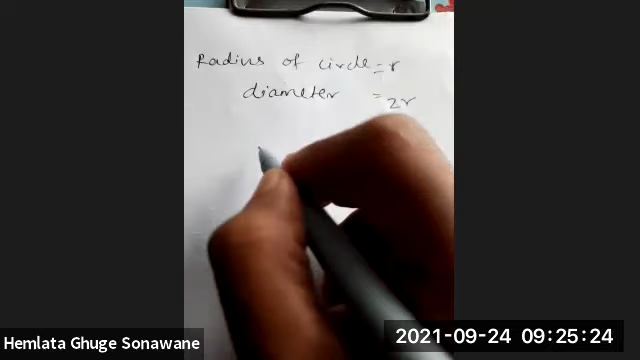 Radius of circle = r
diameter = 2r
Hemlata Ghuge Sonawane
2021-09-24 09:25:24